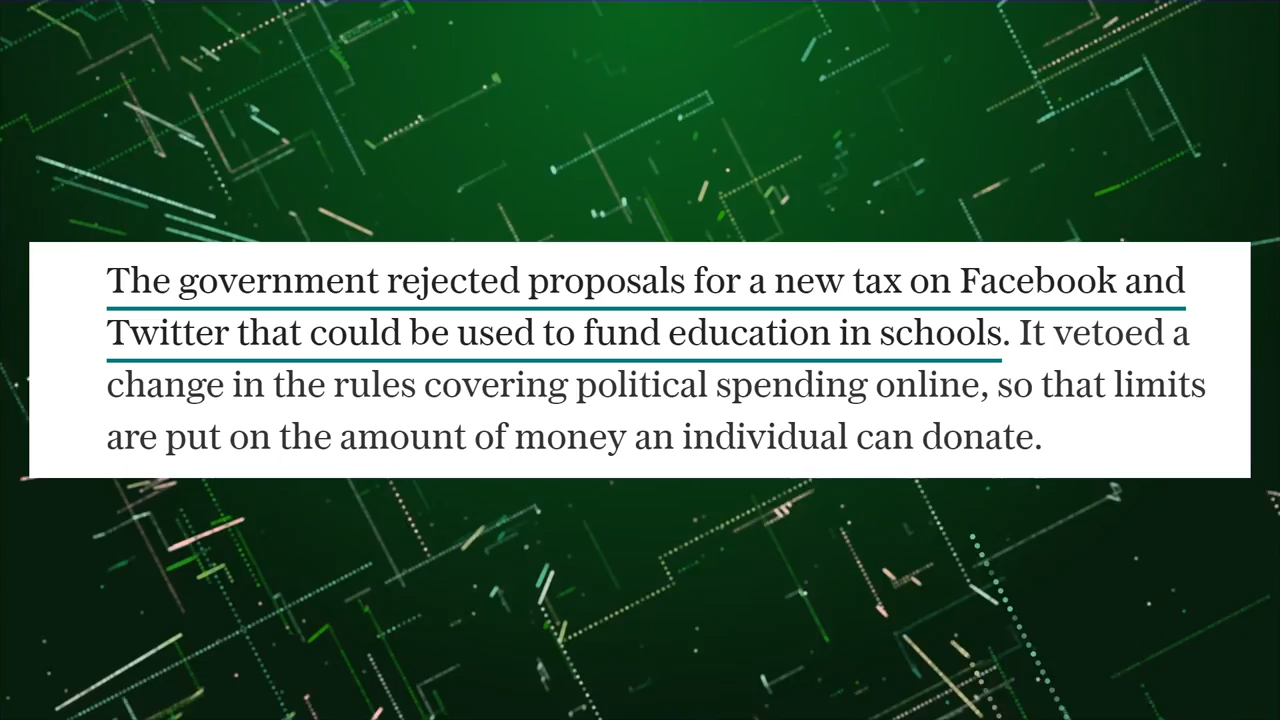 The government rejected proposals for a new tax on Facebook and
Twitter that could be used to fund education in schools. It vetoed a
change in the rules covering political spending online, so that limits
are put on the amount of money an individual can donate.